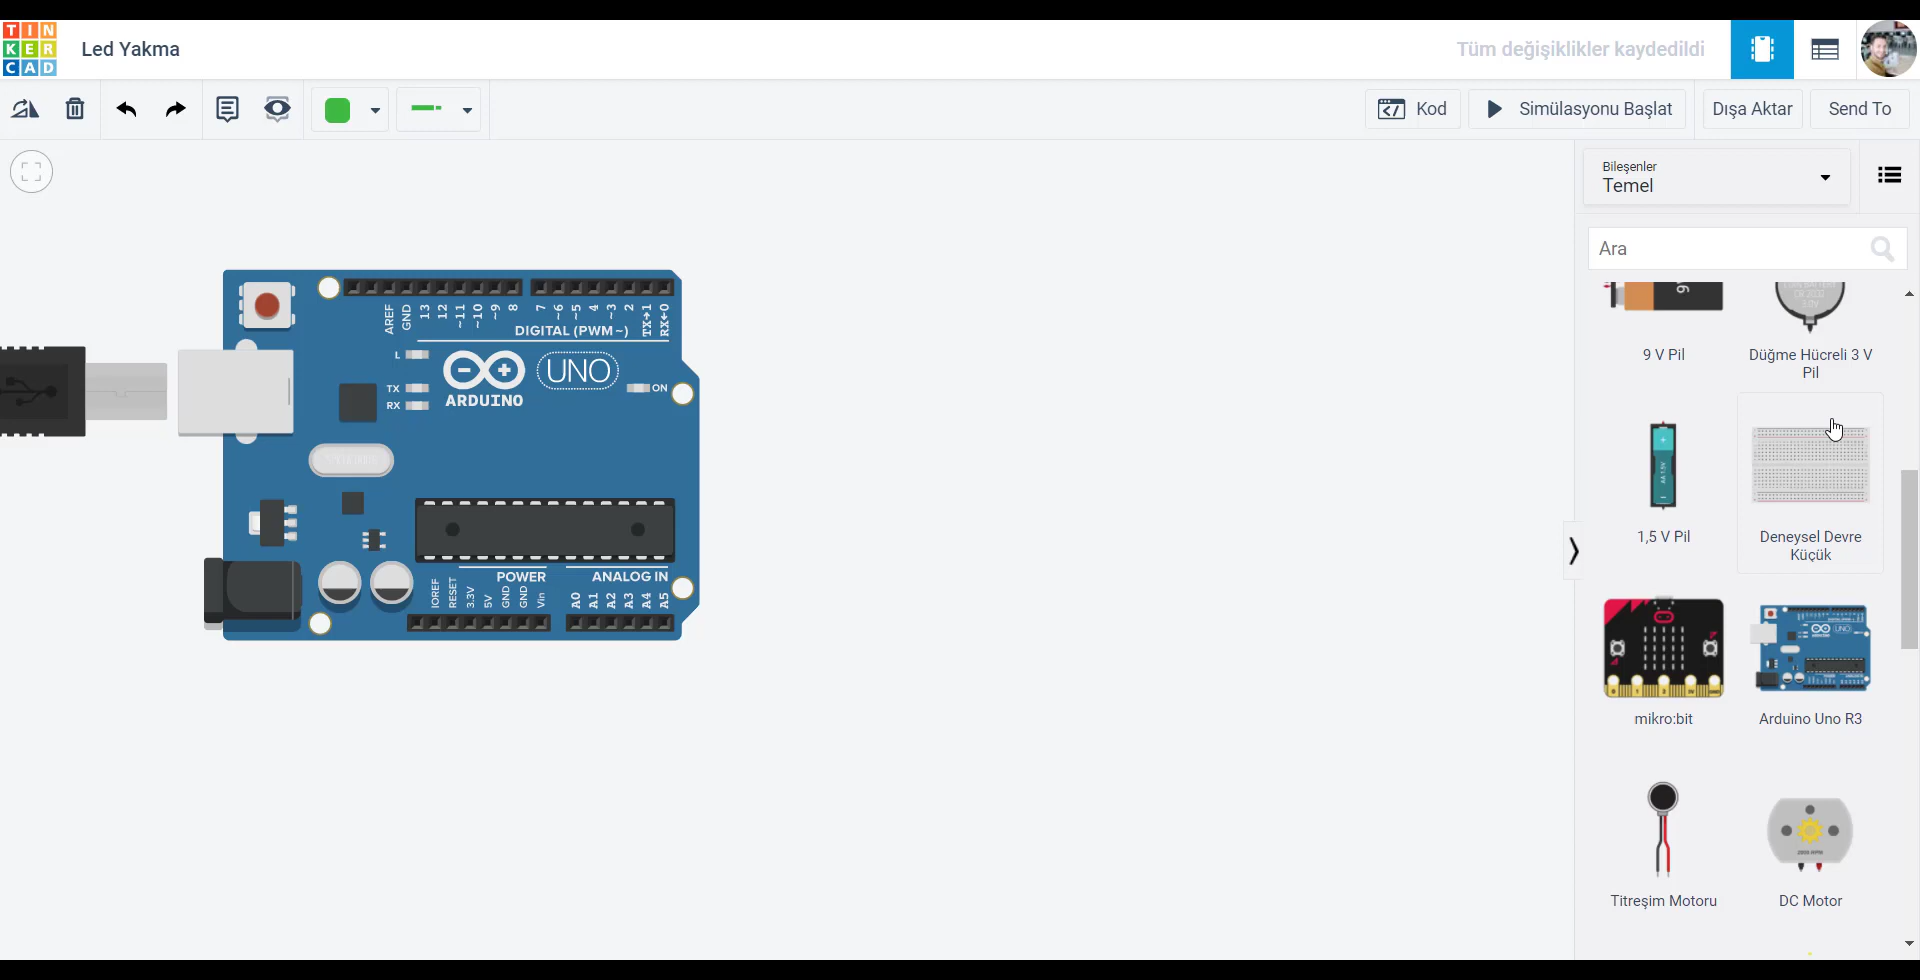 TIN
KER
CAD
Led Yakma
Tüm değişiklikler kaydedildi
Kod
Simülasyonu Başlat
Dışa Aktar
Send To
Bileşenler
Temel
Ara
AREF
GND
13
12
~11
~10
~9
8
7
~6
~5
4
~3
2
TX→1
RX←0
DIGITAL (PWM ~)
L
TX
RX
UNO
ARDUINO
ON
POWER
ANALOG IN
IOREF
RESET
3.3V
5V
GND
GND
Vin
A0
A1
A2
A3
A4
A5
9 V Pil
Düğme Hücreli 3 V
Pil
1,5 V Pil
Deneysel Devre
Küçük
mikro:bit
Arduino Uno R3
Titreşim Motoru
DC Motor